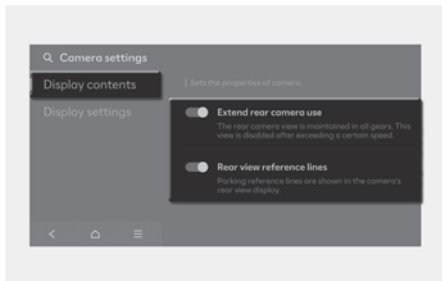 Camera settings
Display contents
Sets the properties of camera.
Display settings
Extend rear camera use
The rear camera view is maintained in all gears. This
view is disabled after exceeding a certain speed.
Rear view reference lines
Parking reference lines are shown in the camera's
rear view display.